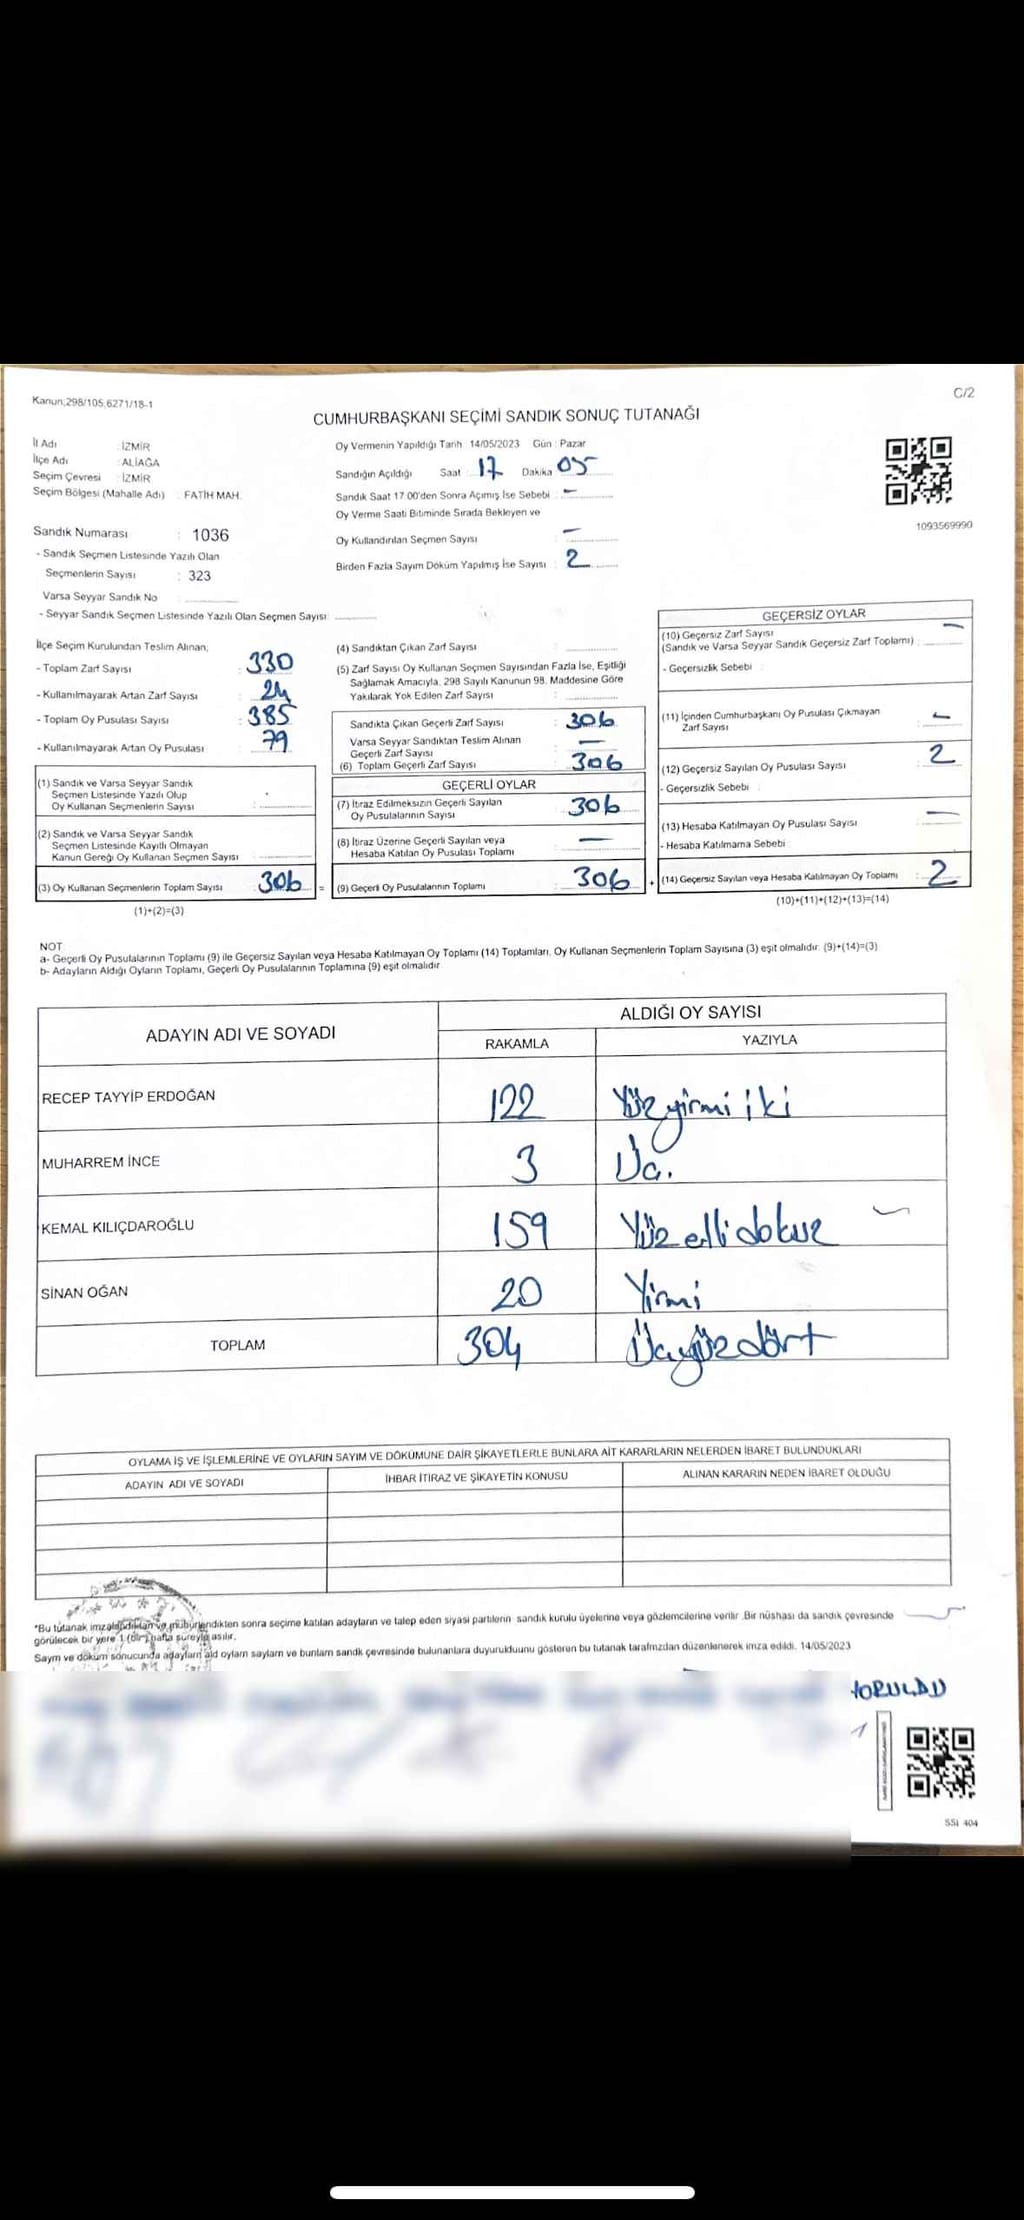 Kanun;298/105,6271/18-1
C/2
CUMHURBAŞKANI SEÇİMİ SANDIK SONUÇ TUTANAĞI
İl Adı : İZMİR
İlçe Adı : ALİAĞA
Seçim Çevresi : İZMİR
Seçim Bölgesi (Mahalle Adı) : FATİH MAH.
Sandık Numarası : 1036
- Sandık Seçmen Listesinde Yazılı Olan
Seçmenlerin Sayısı : 323
Varsa Seyyar Sandık No :
- Seyyar Sandık Seçmen Listesinde Yazılı Olan Seçmen Sayısı:
Oy Vermenin Yapıldığı Tarih : 14/05/2023 Gün : Pazar
Sandığın Açıldığı Saat : 17 Dakika 05
Sandık Saat 17:00'den Sonra Açımış İse Sebebi : -
Oy Verme Saati Bitiminde Sırada Bekleyen ve
Oy Kullandırılan Seçmen Sayısı : -
Birden Fazla Sayım Döküm Yapılmış İse Sayısı : 2
1093569990
İlçe Seçim Kurulundan Teslim Alınan;
- Toplam Zarf Sayısı : 330
- Kullanılmayarak Artan Zarf Sayısı : 24
- Toplam Oy Pusulası Sayısı : 385
- Kullanılmayarak Artan Oy Pusulası : 79
(1) Sandık ve Varsa Seyyar Sandık
Seçmen Listesinde Yazılı Olup
Oy Kullanan Seçmenlerin Sayısı :
(2) Sandık ve Varsa Seyyar Sandık
Seçmen Listesinde Kayıtlı Olmayan
Kanun Gereği Oy Kullanan Seçmen Sayısı :
(3) Oy Kullanan Seçmenlerin Toplam Sayısı : 306 =
(1)+(2)=(3)
(4) Sandıktan Çıkan Zarf Sayısı :
(5) Zarf Sayısı Oy Kullanan Seçmen Sayısından Fazla İse, Eşitliği
Sağlamak Amacıyla, 298 Sayılı Kanunun 98. Maddesine Göre
Yakılarak Yok Edilen Zarf Sayısı :
Sandıkta Çıkan Geçerli Zarf Sayısı : 306
Varsa Seyyar Sandıktan Teslim Alınan
Geçerli Zarf Sayısı : -
(6) Toplam Geçerli Zarf Sayısı : 306
GEÇERLİ OYLAR
(7) İtiraz Edilmeksizin Geçerli Sayılan
Oy Pusulalarının Sayısı : 306
(8) İtiraz Üzerine Geçerli Sayılan veya
Hesaba Katılan Oy Pusulası Toplamı : -
(9) Geçerli Oy Pusulalarının Toplamı : 306 +
GEÇERSİZ OYLAR
(10) Geçersiz Zarf Sayısı
(Sandık ve Varsa Seyyar Sandık Geçersiz Zarf Toplamı) : -
- Geçersizlik Sebebi :
(11) İçinden Cumhurbaşkanı Oy Pusulası Çıkmayan
Zarf Sayısı : -
(12) Geçersiz Sayılan Oy Pusulası Sayısı : 2
- Geçersizlik Sebebi :
(13) Hesaba Katılmayan Oy Pusulası Sayısı : -
- Hesaba Katılmama Sebebi :
(14) Geçersiz Sayılan veya Hesaba Katılmayan Oy Toplamı : 2
(10)+(11)+(12)+(13)=(14)
NOT
a- Geçerli Oy Pusulalarının Toplamı (9) ile Geçersiz Sayılan veya Hesaba Katılmayan Oy Toplamı (14) Toplamları, Oy Kullanan Seçmenlerin Toplam Sayısına (3) eşit olmalıdır. (9)+(14)=(3)
b- Adayların Aldığı Oyların Toplamı, Geçerli Oy Pusulalarının Toplamına (9) eşit olmalıdır
ADAYIN ADI VE SOYADI
ALDIĞI OY SAYISI
RAKAMLA YAZIYLA
RECEP TAYYİP ERDOĞAN 122 Yüzyirmi iki
MUHARREM İNCE 3 Üç.
KEMAL KILIÇDAROĞLU 159 Yüz elli dokuz
SİNAN OĞAN 20 Yirmi
TOPLAM 304 Üçyüzdört
OYLAMA İŞ VE İŞLEMLERİNE VE OYLARIN SAYIM VE DÖKÜMÜNE DAİR ŞİKAYETLERLE BUNLARA AİT KARARLARIN NELERDEN İBARET BULUNDUKLARI
ADAYIN ADI VE SOYADI
İHBAR İTİRAZ VE ŞİKAYETİN KONUSU
ALINAN KARARIN NEDEN İBARET OLDUĞU
*Bu tutanak imzalandıktan ve mühürlendikten sonra seçime katılan adayların ve talep eden siyasi partilerin sandık kurulu üyelerine veya gözlemcilerine verilir .Bir nüshası da sandık çevresinde
görülecek bir yere 1 (bir) hafta süreyle asılır.
Saym ve döküm sonucunda adaylarn ald oylam saylam ve bunlarn sandk çevresinde bulunanlara duyurulduunu gösteren bu tutanak tarafmzdan düzenlenerek imza edildi. 14/05/2023
SSI 404